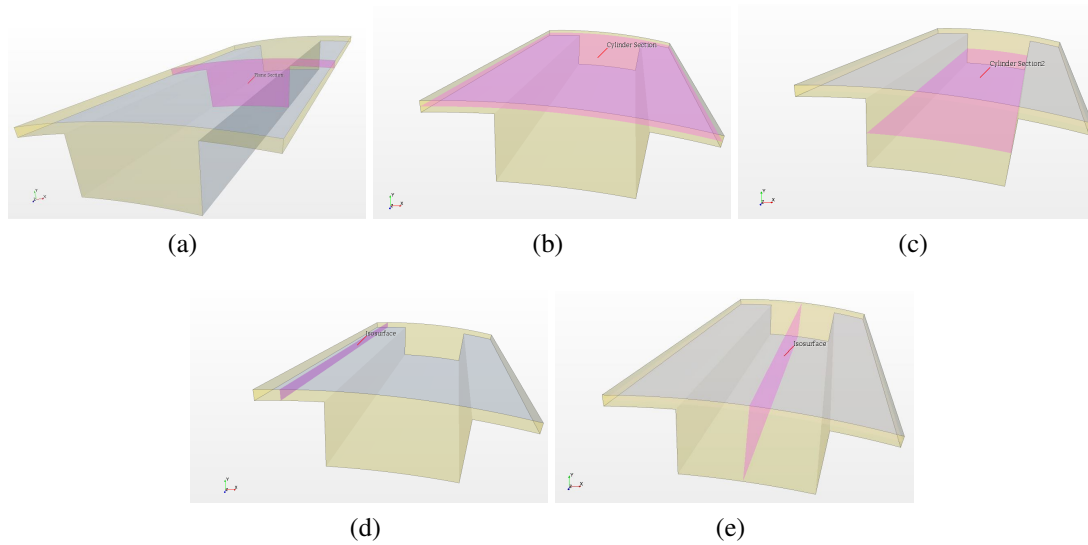 Plane Section
Cylinder Section
Cylinder Section2
(a)
(b)
(c)
Isosurface
Isosurface
(d)
(e)